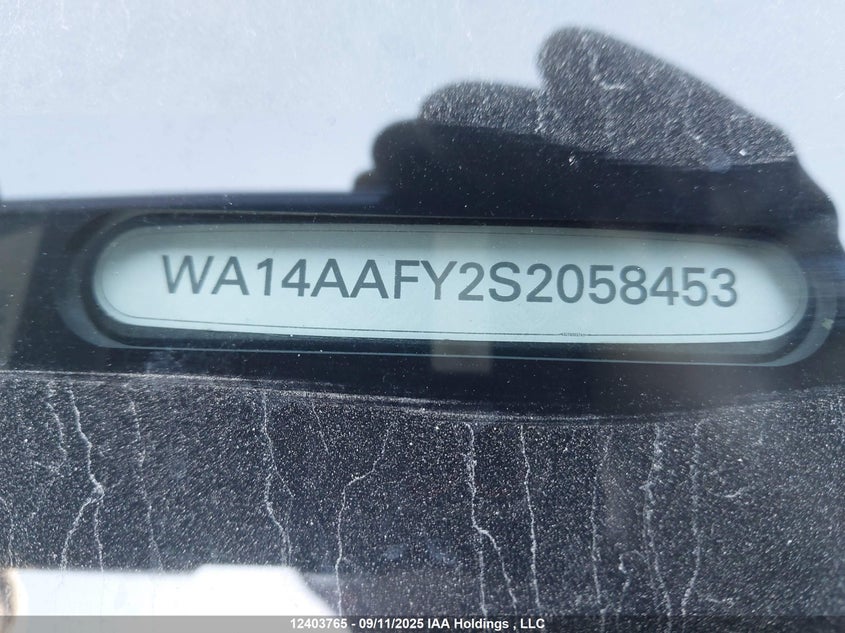 WA14AAFY2S2058453
12403765 - 09/11/2025 IAA Holdings , LLC